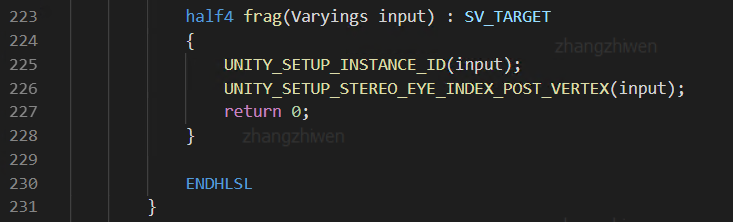 223 half4 frag(Varyings input) : SV_TARGET
224 {
zhangzhiwen
225 UNITY_SETUP_INSTANCE_ID(input);
226 UNITY_SETUP_STEREO_EYE_INDEX_POST_VERTEX(input);
227 return 0;
228 }
zhangzhiwen
229
230 ENDHLSL
231 }